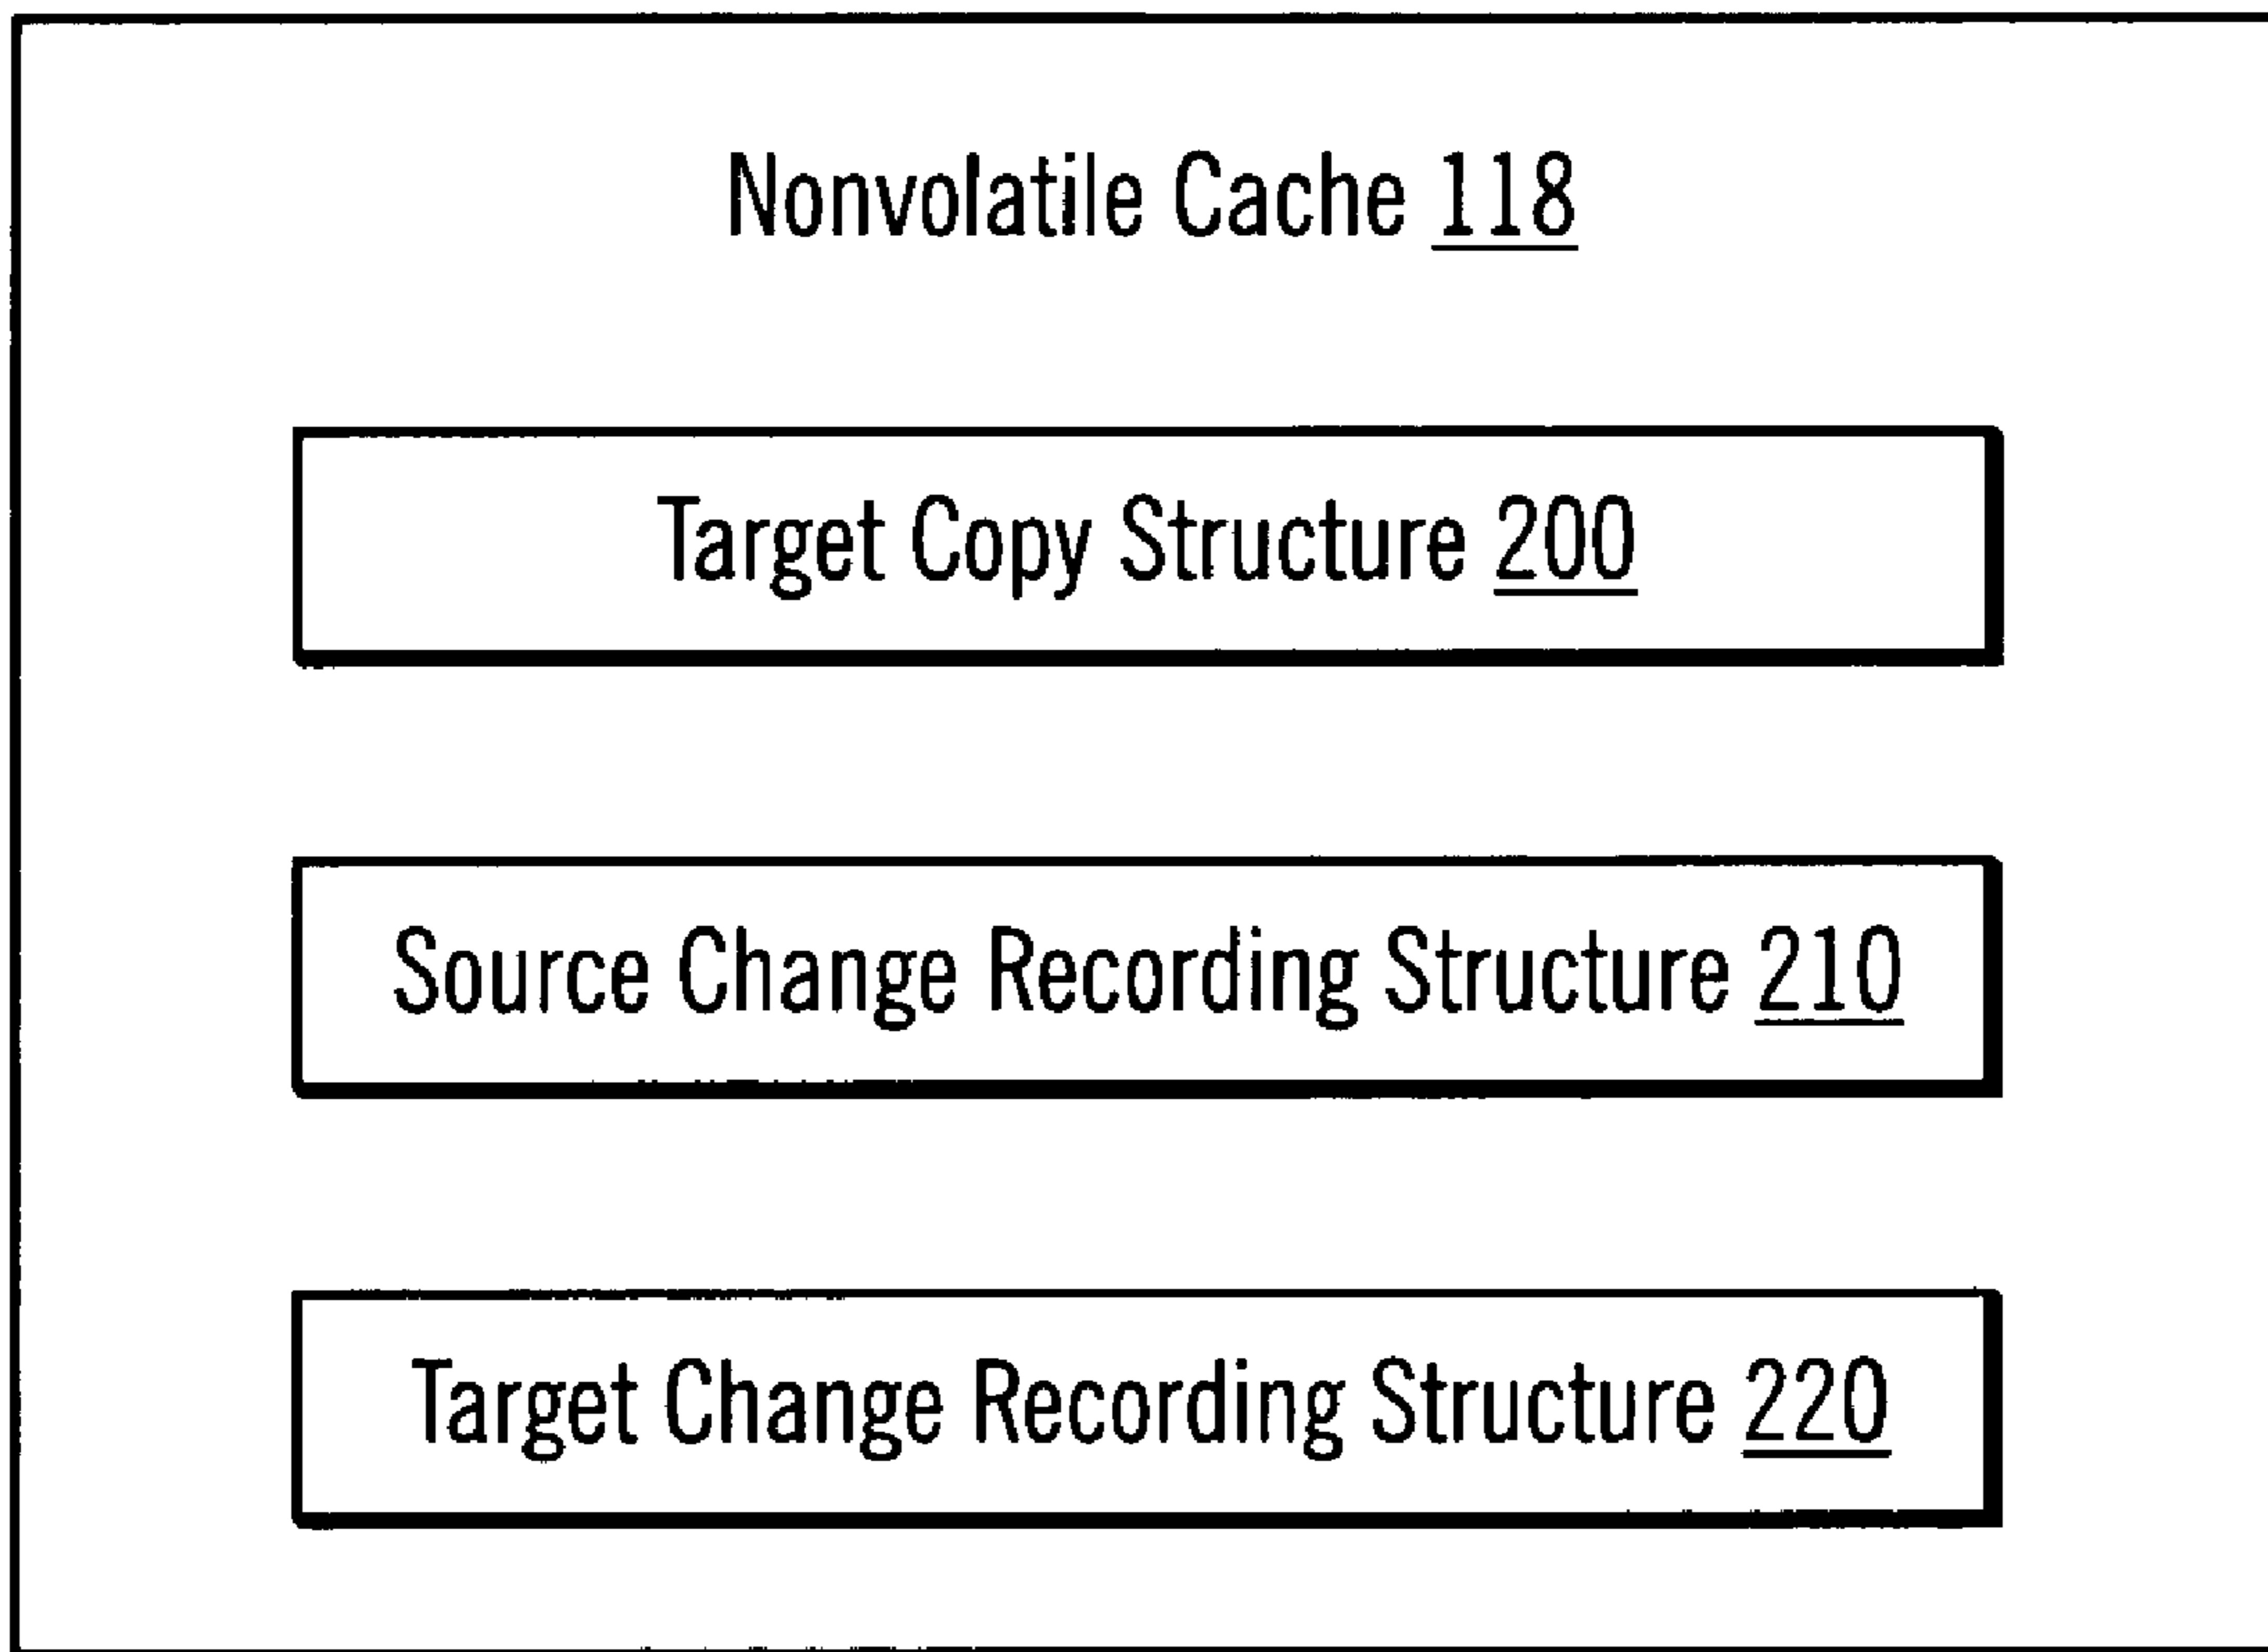 Nonvolatile Cache 118
Target Copy Structure 200
Source Change Recording Structure 210
Target Change Recording Structure 220